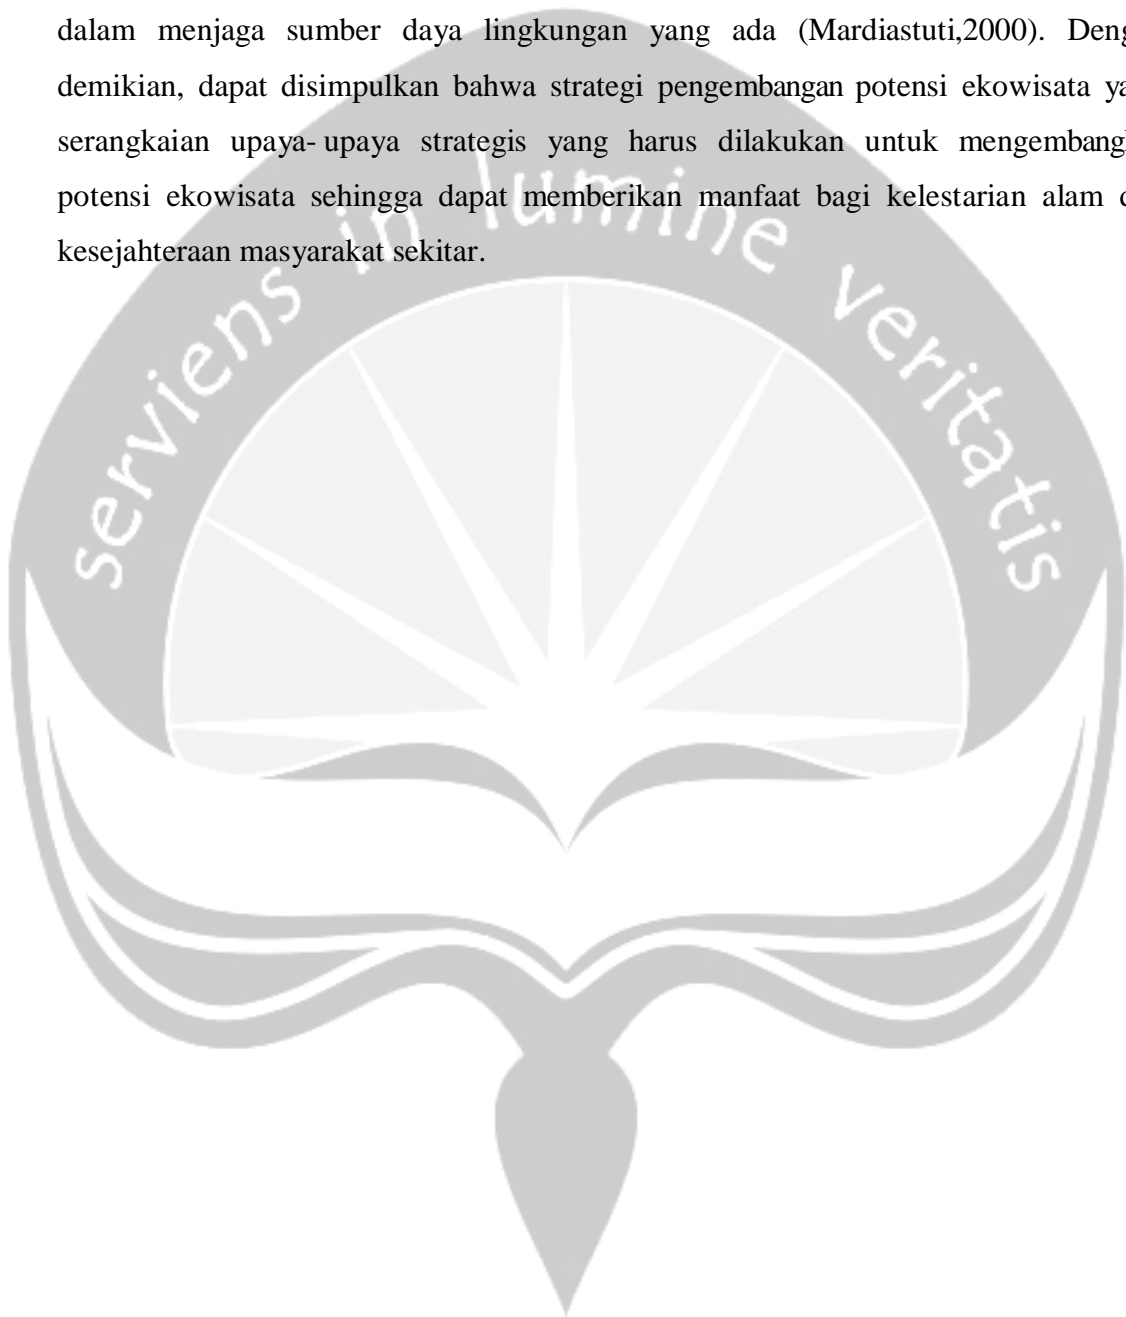 dalam menjaga sumber daya lingkungan yang ada (Mardiastuti,2000). Deng
demikian, dapat disimpulkan bahwa strategi pengembangan potensi ekowisata ya
serangkaian upaya- upaya strategis yang harus dilakukan untuk mengembang
potensi ekowisata sehingga dapat memberikan manfaat bagi kelestarian alam d
kesejahteraan masyarakat sekitar.
serviens in lumine veritatis